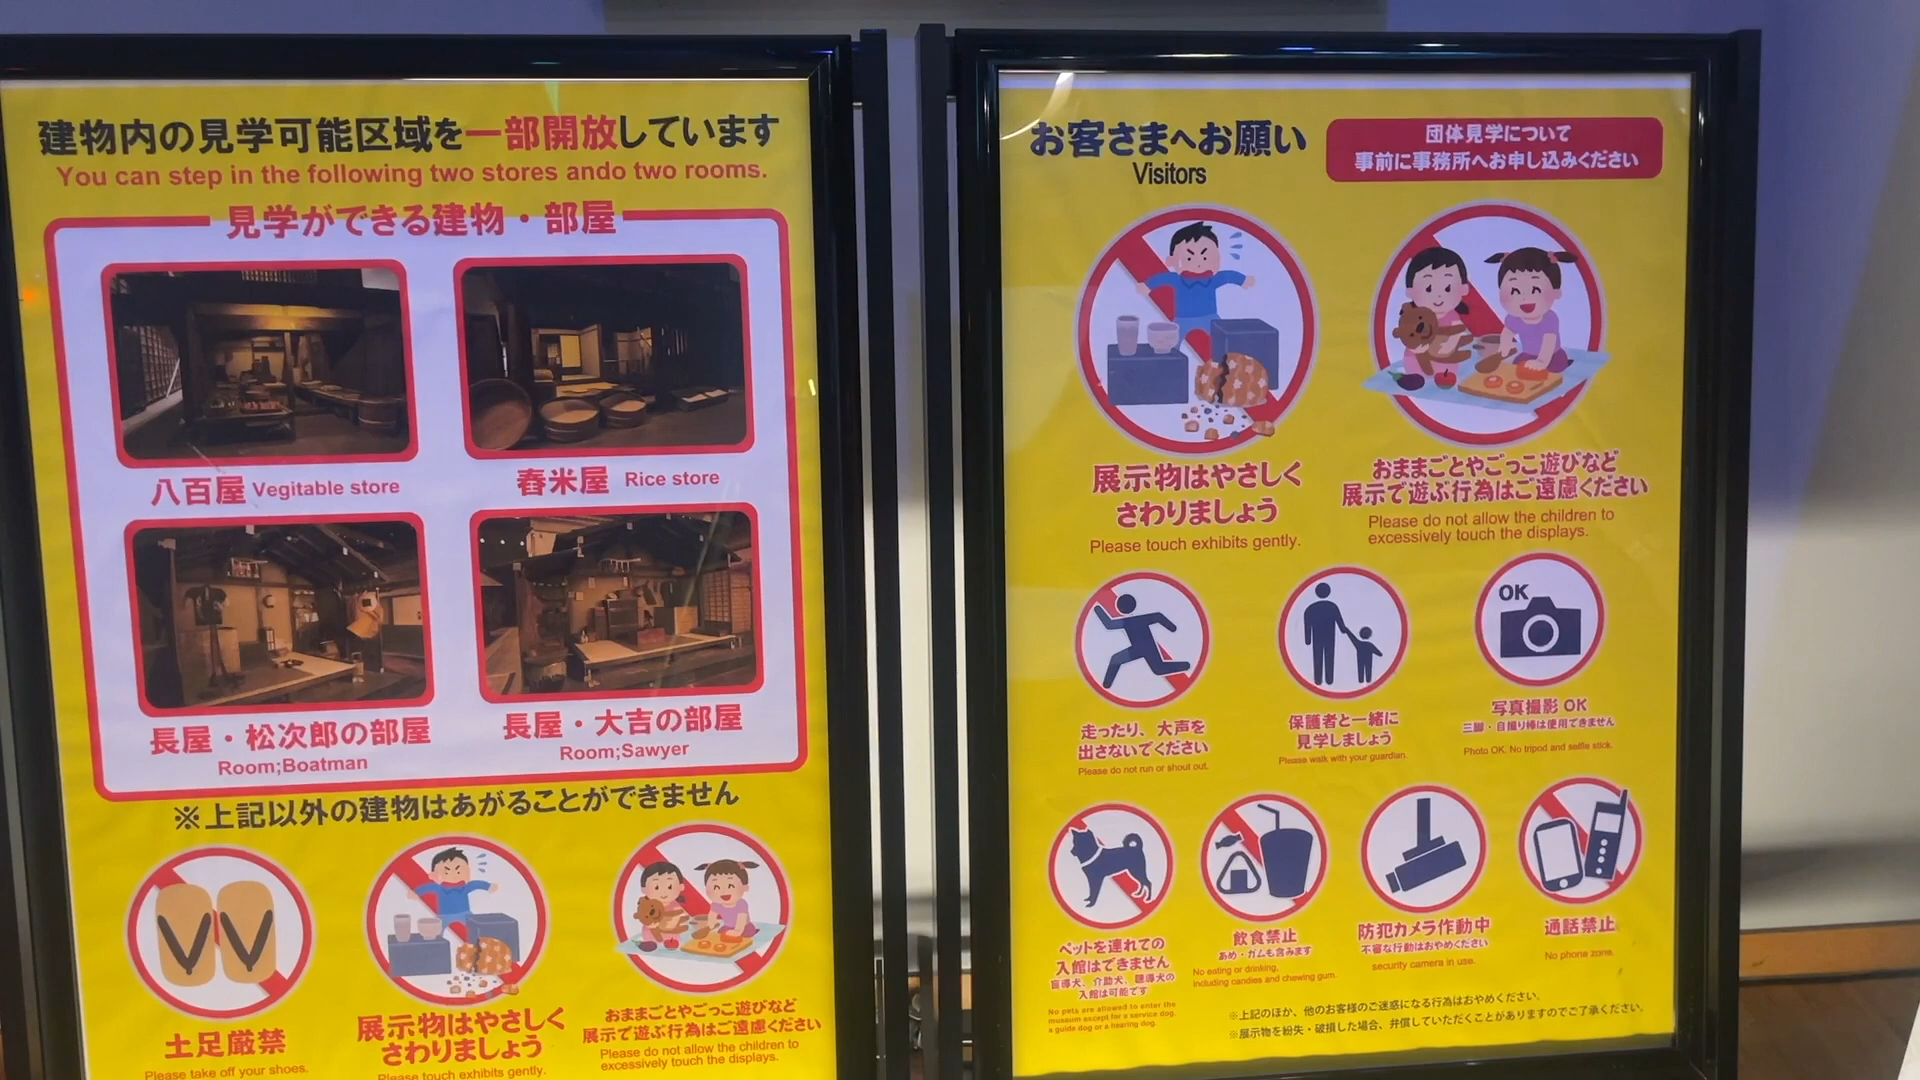 建物内の見学可能区域を一部開放しています
You can step in the following two stores ando two rooms.
見学ができる建物・部屋
八百屋 Vegitable store
舂米屋 Rice store
長屋・松次郎の部屋
Room;Boatman
長屋・大吉の部屋
Room;Sawyer
※上記以外の建物はあがることができません
土足厳禁
Please take off your shoes.
展示物はやさしく
さわりましょう
Please touch exhibits gently.
おままごとやごっこ遊びなど
展示で遊ぶ行為はご遠慮ください
Please do not allow the children to
excessively touch the displays.
お客さまへお願い
Visitors
団体見学について
事前に事務所へお申し込みください
展示物はやさしく
さわりましょう
Please touch exhibits gently.
おままごとやごっこ遊びなど
展示で遊ぶ行為はご遠慮ください
Please do not allow the children to
excessively touch the displays.
走ったり、大声を
出さないでください
Please do not run or shout out.
保護者と一緒に
見学しましょう
Please walk with your guardian.
OK
写真撮影 OK
三脚・自撮り棒は使用できません
Photo OK. No tripod and selfie stick.
ペットを連れての
入館はできません
盲導犬、介助犬、聴導犬の
入館は可能です
No pets are allowed to enter the
museum except for a service dog,
a guide dog or a hearing dog.
飲食禁止
あめ・ガムも含みます
No eating or drinking,
including candies and chewing gum.
防犯カメラ作動中
不審な行動はおやめください
security camera in use.
通話禁止
No phone zone.
※上記のほか、他のお客様のご迷惑になる行為はおやめください。
※展示物を紛失・破損した場合、弁償していただくことがありますのでご了承ください。